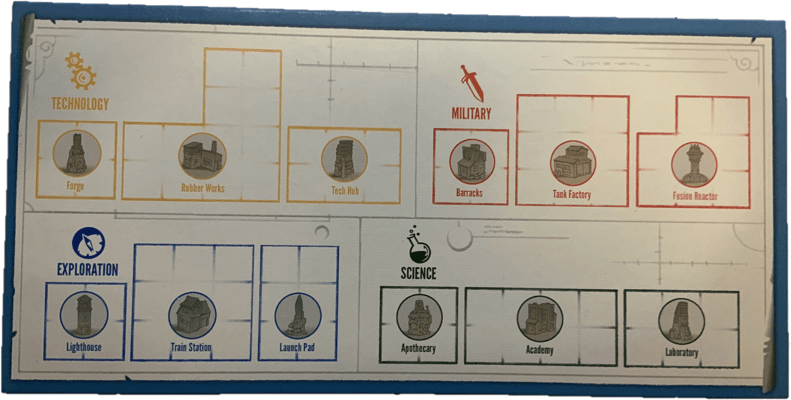 TECHNOLOGY
Forge
Rubber Works
Tech Hub
MILITARY
Barracks
Tank Factory
Fusion Reactor
EXPLORATION
Lighthouse
Train Station
Launch Pad
SCIENCE
Apothecary
Academy
Laboratory